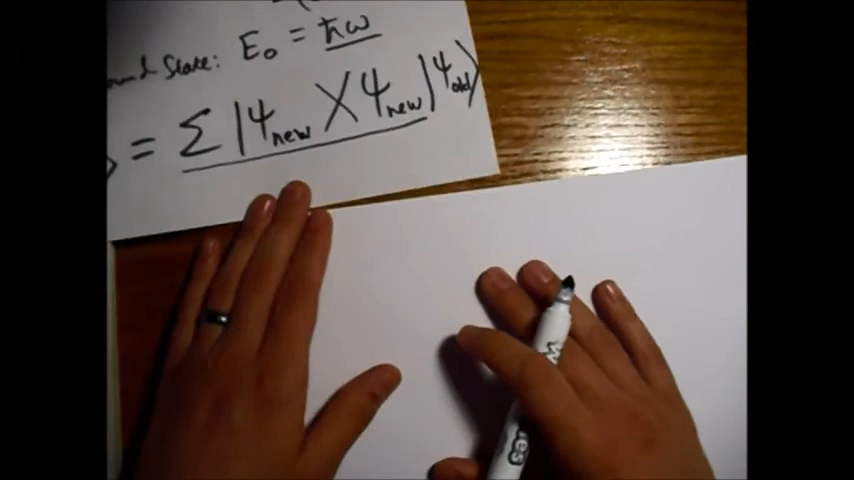 State: E₀ = ħω
⟩ = Σ |Ψnew X Ψnew | Ψold ⟩